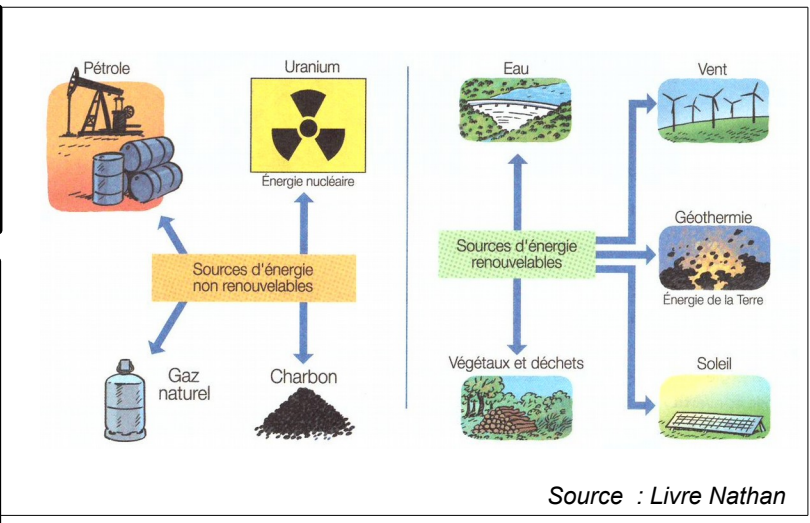 Pétrole
Uranium
Énergie nucléaire
Sources d'énergie
non renouvelables
Gaz
naturel
Charbon
Eau
Vent
Sources d'énergie
renouvelables
Géothermie
Énergie de la Terre
Végétaux et déchets
Soleil
Source : Livre Nathan